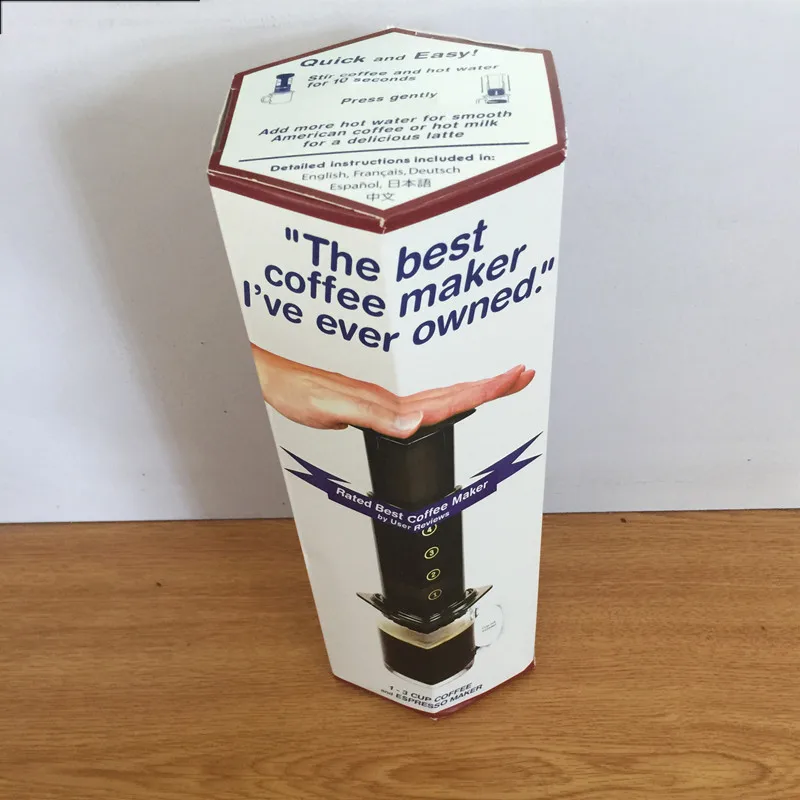 Quick and Easy!
Stir coffee and hot water
for 10 seconds
Press gently
Add more hot water for smooth
American coffee or hot milk
for a delicious latte
Detailed instructions included in:
English, Français, Deutsch
Español, 日本語
中文
"The best
coffee maker
I've ever owned."
Rated Best Coffee Maker
by User Reviews
4
3
2
1
1 - 3 CUP COFFEE
and ESPRESSO MAKER